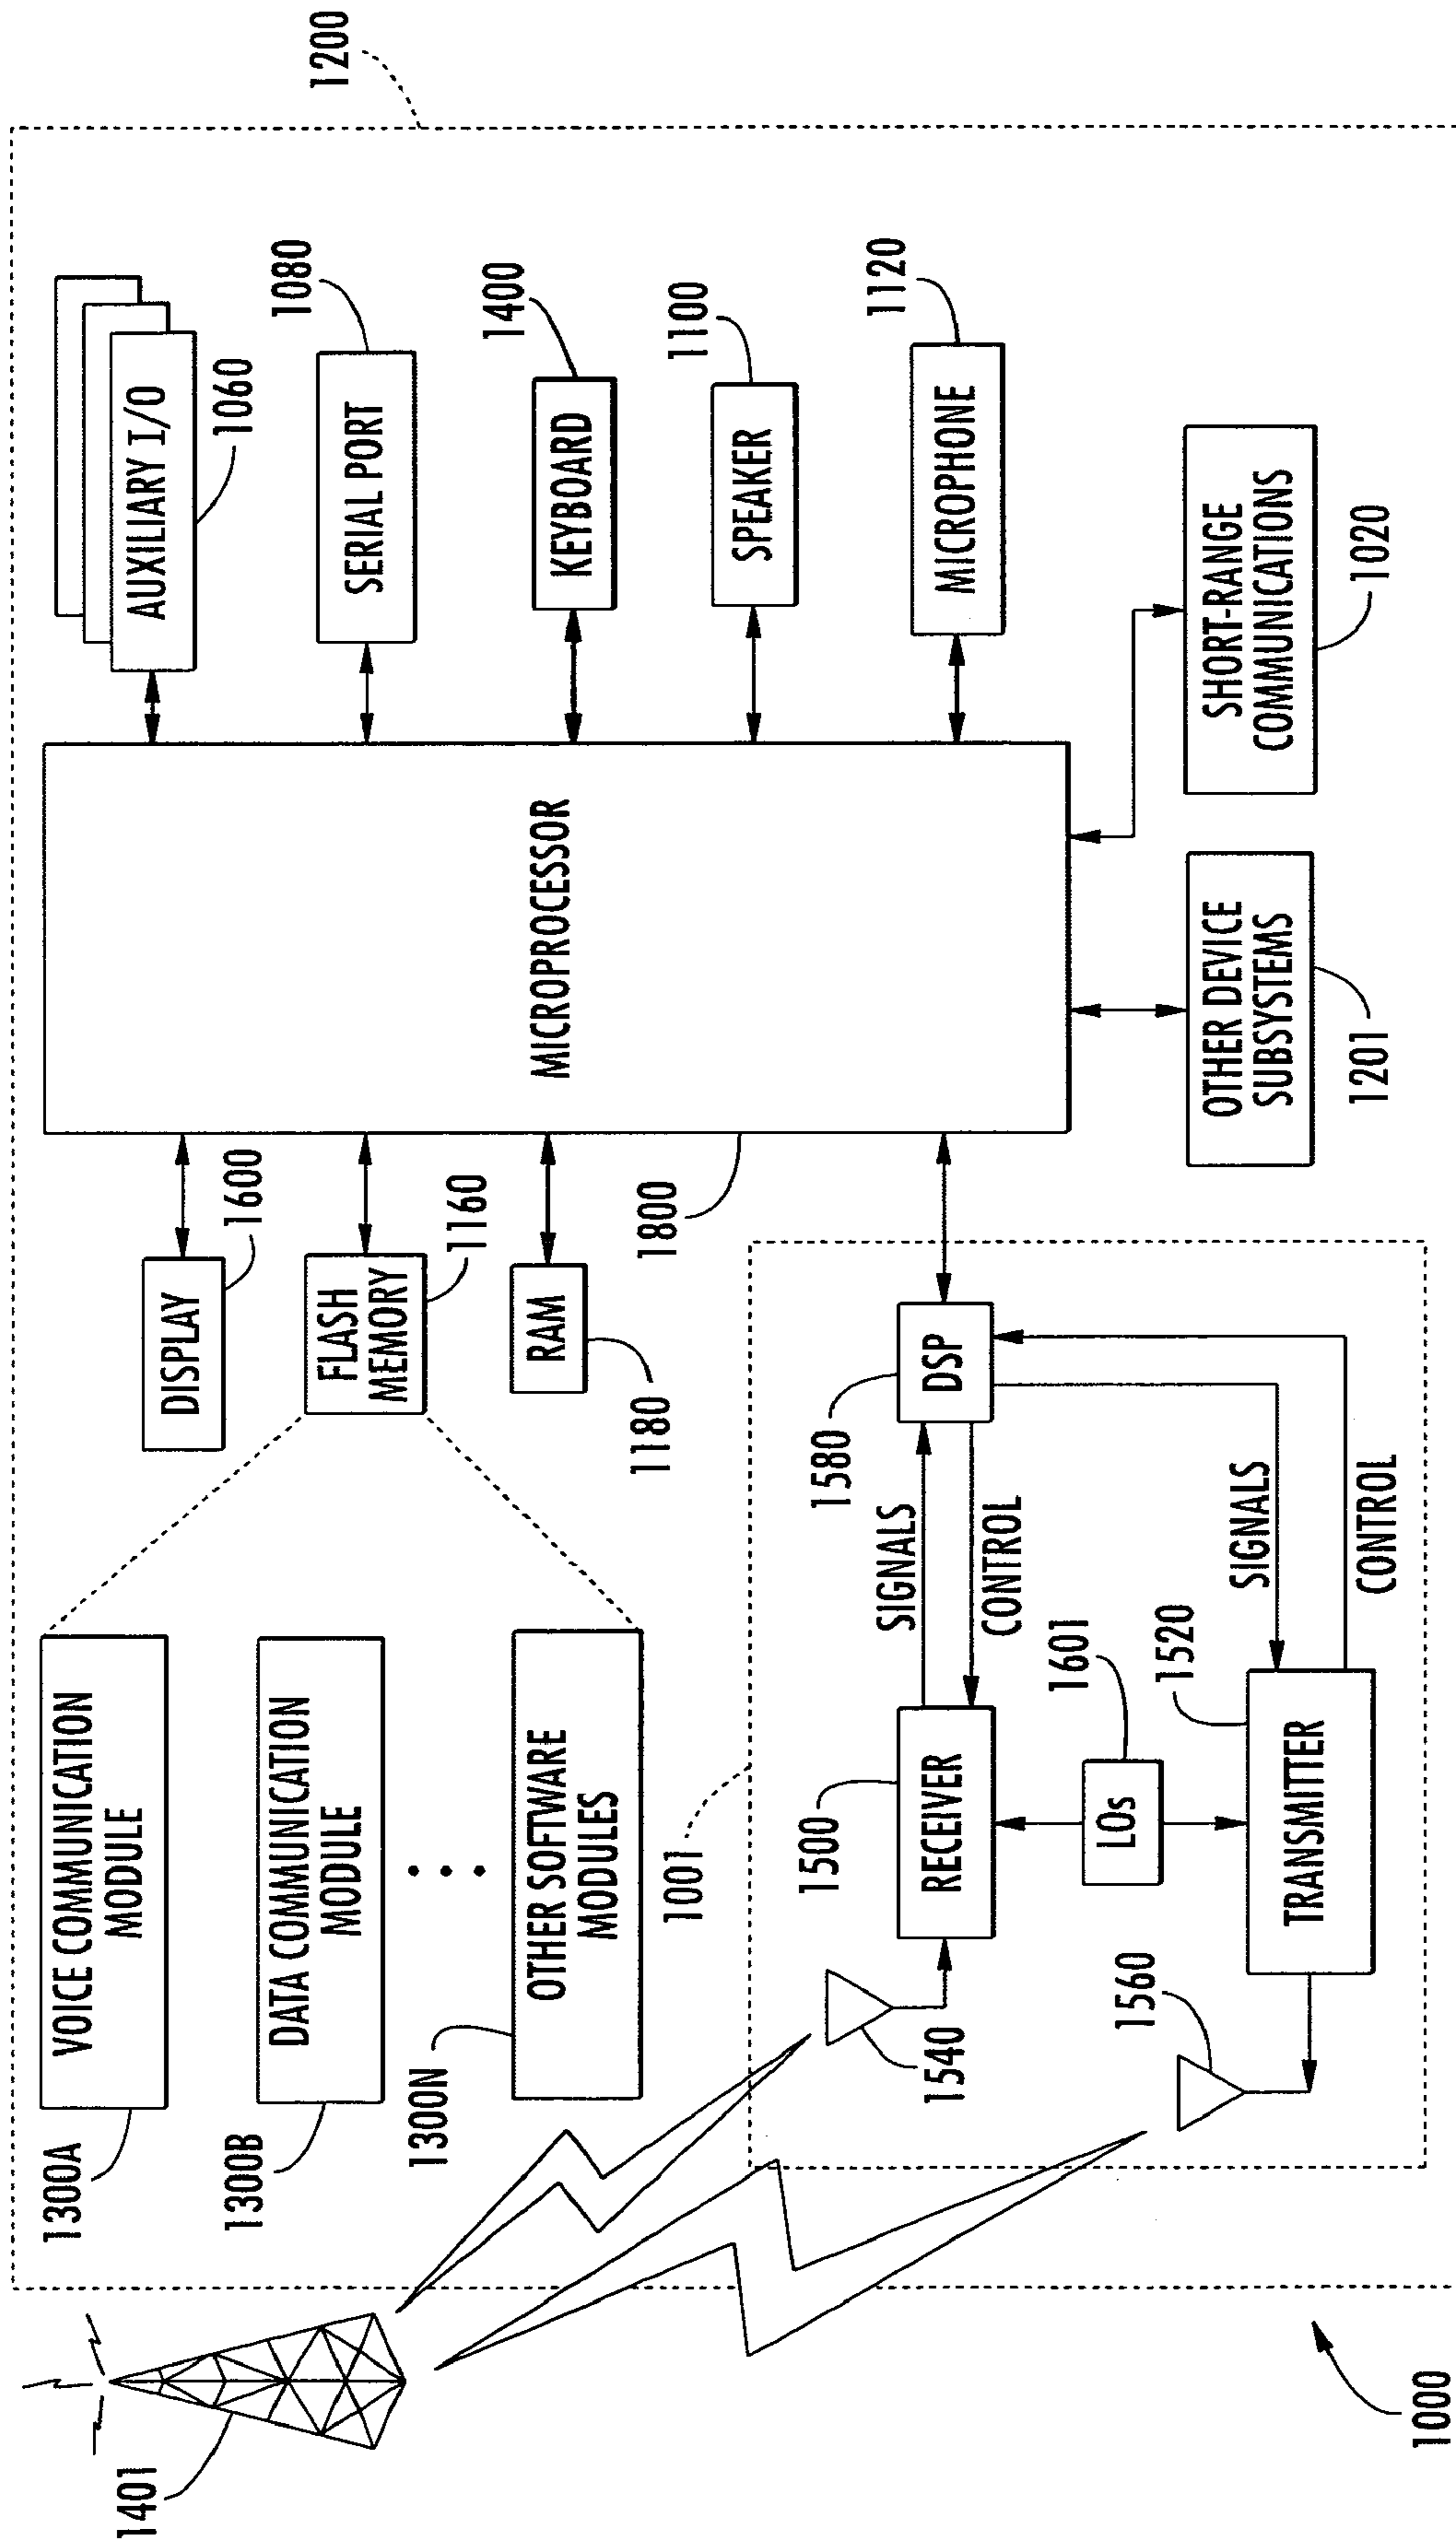 1200
AUXILIARY I/O
1060
SERIAL PORT
1080
KEYBOARD
1400
SPEAKER
1100
MICROPHONE
1120
SHORT-RANGE
COMMUNICATIONS
1020
OTHER DEVICE
SUBSYSTEMS
1201
MICROPROCESSOR
1800
DISPLAY
1600
FLASH
MEMORY
1160
RAM
1180
VOICE COMMUNICATION
MODULE
1300A
DATA COMMUNICATION
MODULE
1300B
OTHER SOFTWARE
MODULES
1300N
1001
DSP
1580
SIGNALS
CONTROL
RECEIVER
1500
1540
LOs
1601
SIGNALS
CONTROL
TRANSMITTER
1520
1560
1401
1000